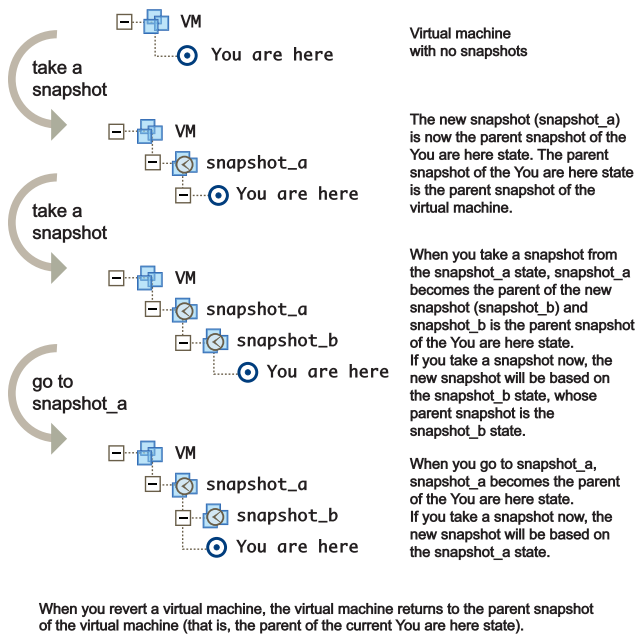 VM
You are here
Virtual machine
with no snapshots
take a
snapshot
VM
snapshot_a
You are here
The new snapshot (snapshot_a)
is now the parent snapshot of the
You are here state. The parent
snapshot of the You are here state
is the parent snapshot of the
virtual machine.
take a
snapshot
VM
snapshot_a
snapshot_b
You are here
When you take a snapshot from
the snapshot_a state, snapshot_a
becomes the parent of the new
snapshot (snapshot_b) and
snapshot_b is the parent snapshot
of the You are here state.
If you take a snapshot now, the
new snapshot will be based on
the snapshot_b state, whose
parent snapshot is the
snapshot_b state.
go to
snapshot_a
VM
snapshot_a
snapshot_b
You are here
When you go to snapshot_a,
snapshot_a becomes the parent
of the You are here state.
If you take a snapshot now, the
new snapshot will be based on
the snapshot_a state.
When you revert a virtual machine, the virtual machine returns to the parent snapshot
of the virtual machine (that is, the parent of the current You are here state).